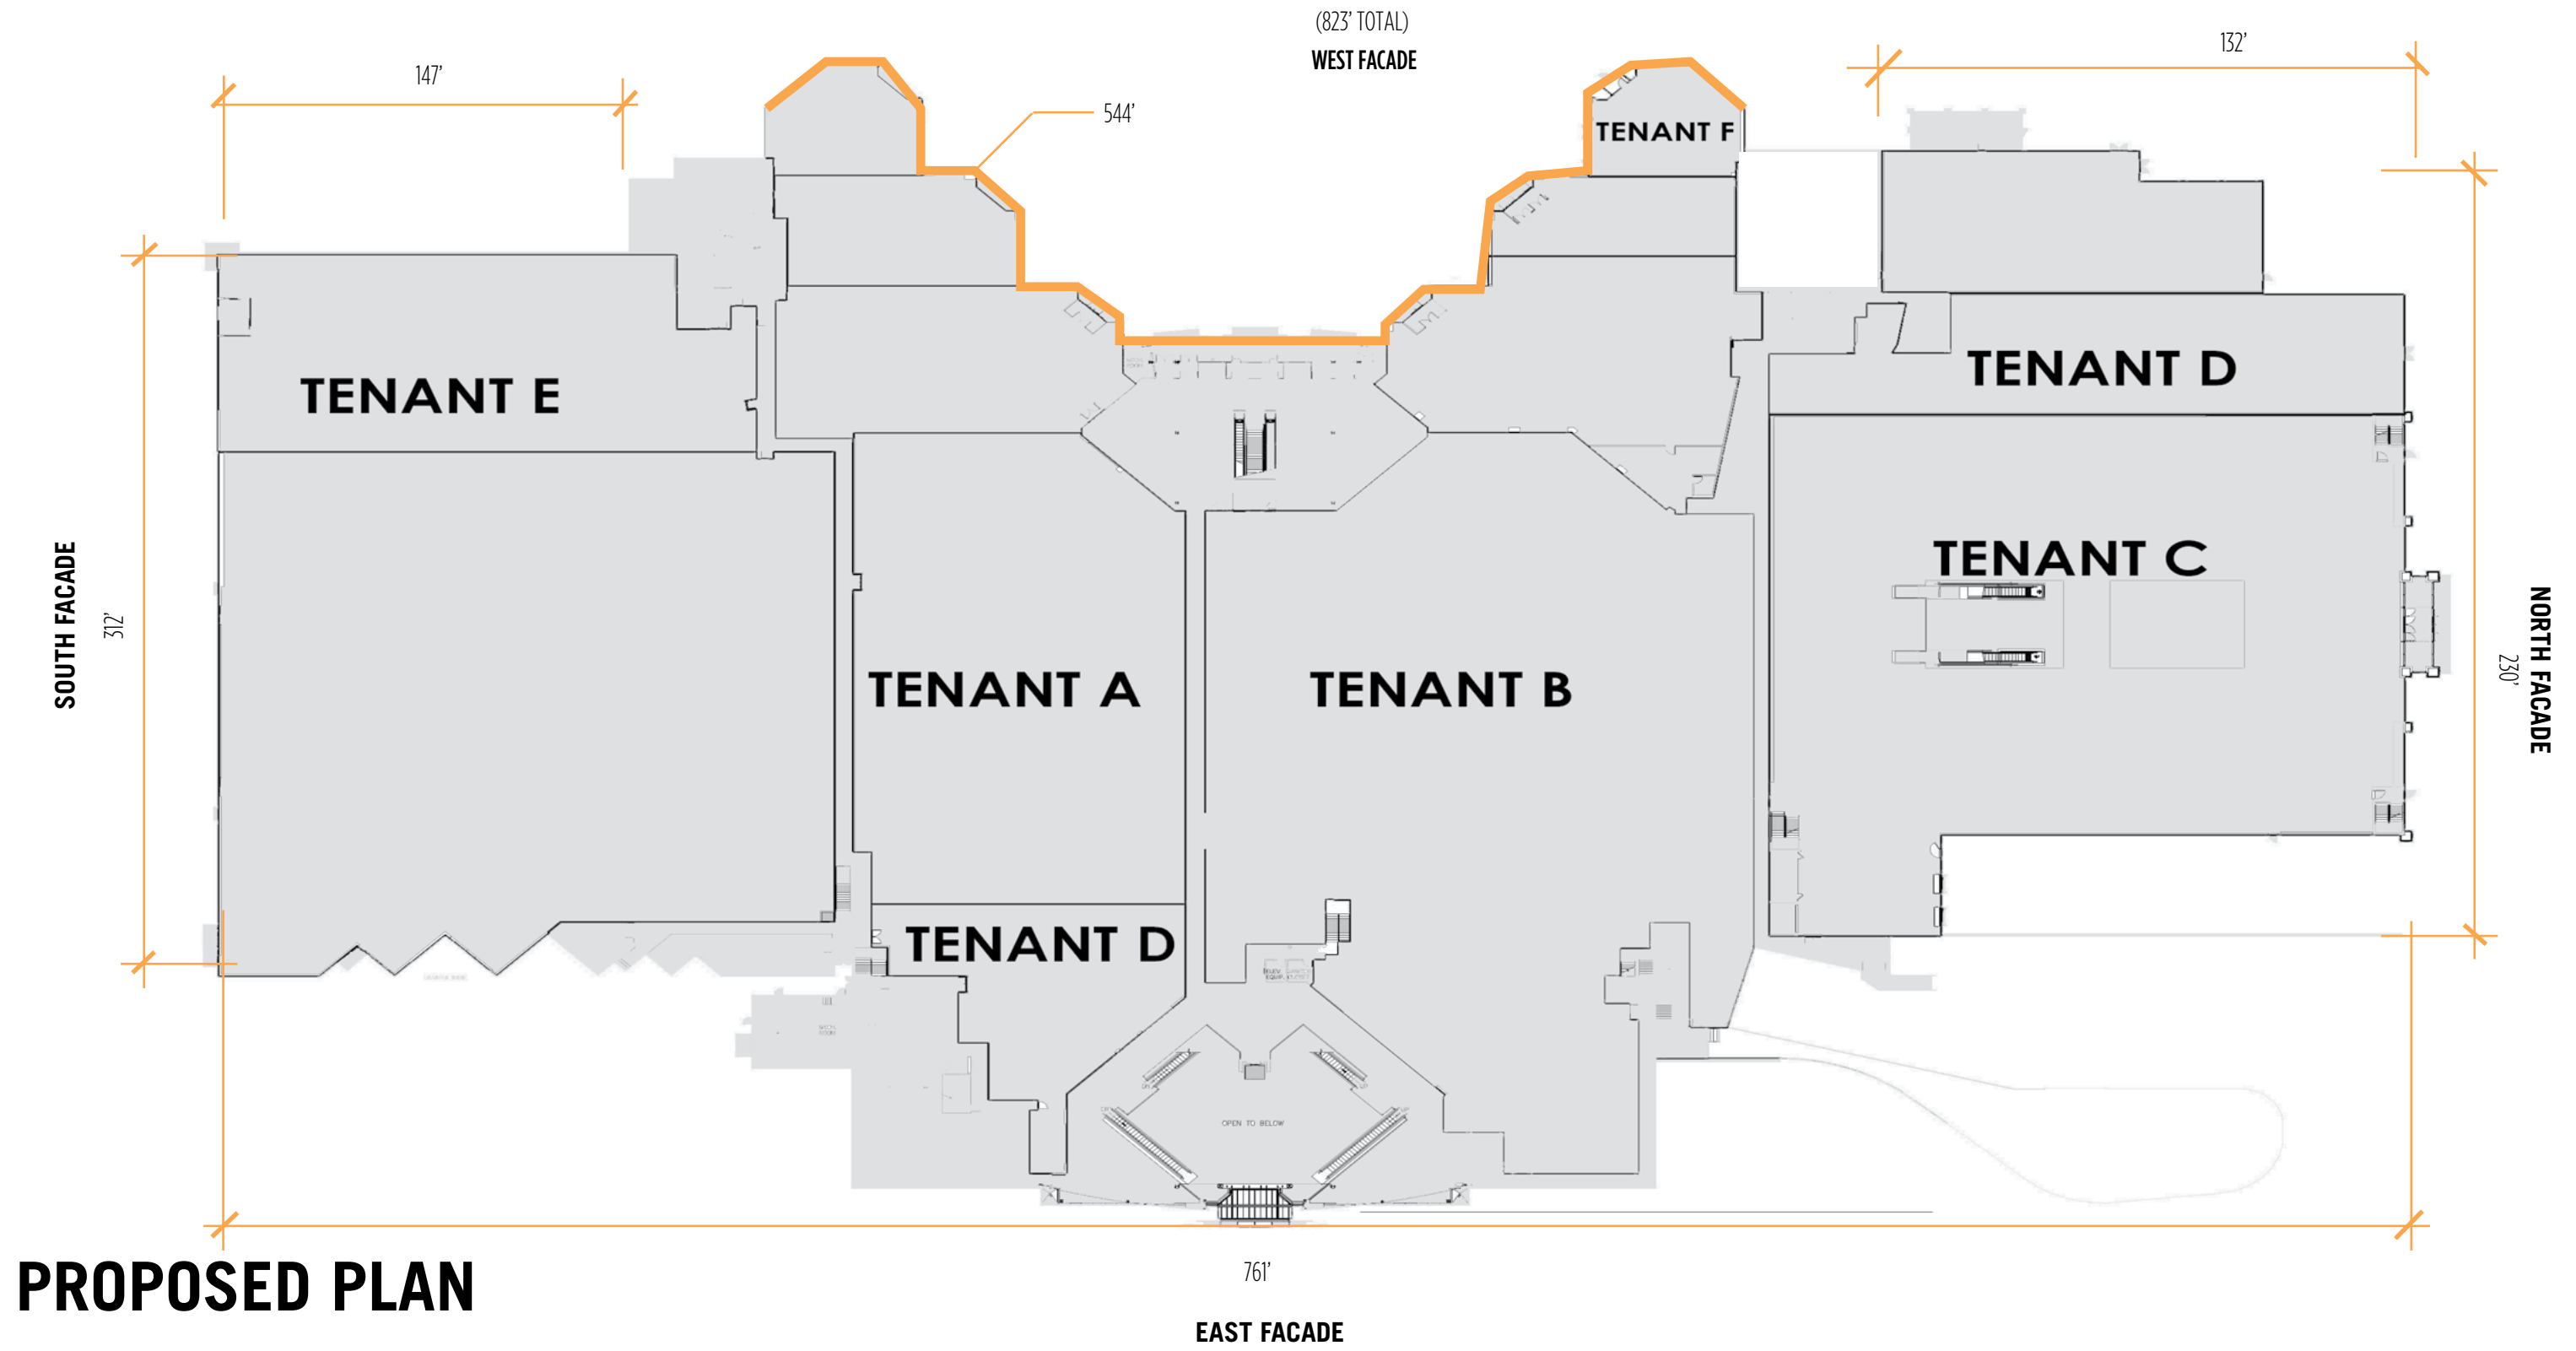 (823' TOTAL)
WEST FACADE
147'
132'
544'
TENANT F
TENANT E
TENANT D
TENANT C
SOUTH FACADE
312'
NORTH FACADE
230'
TENANT A
TENANT B
TENANT D
OPEN TO BELOW
761'
PROPOSED PLAN
EAST FACADE